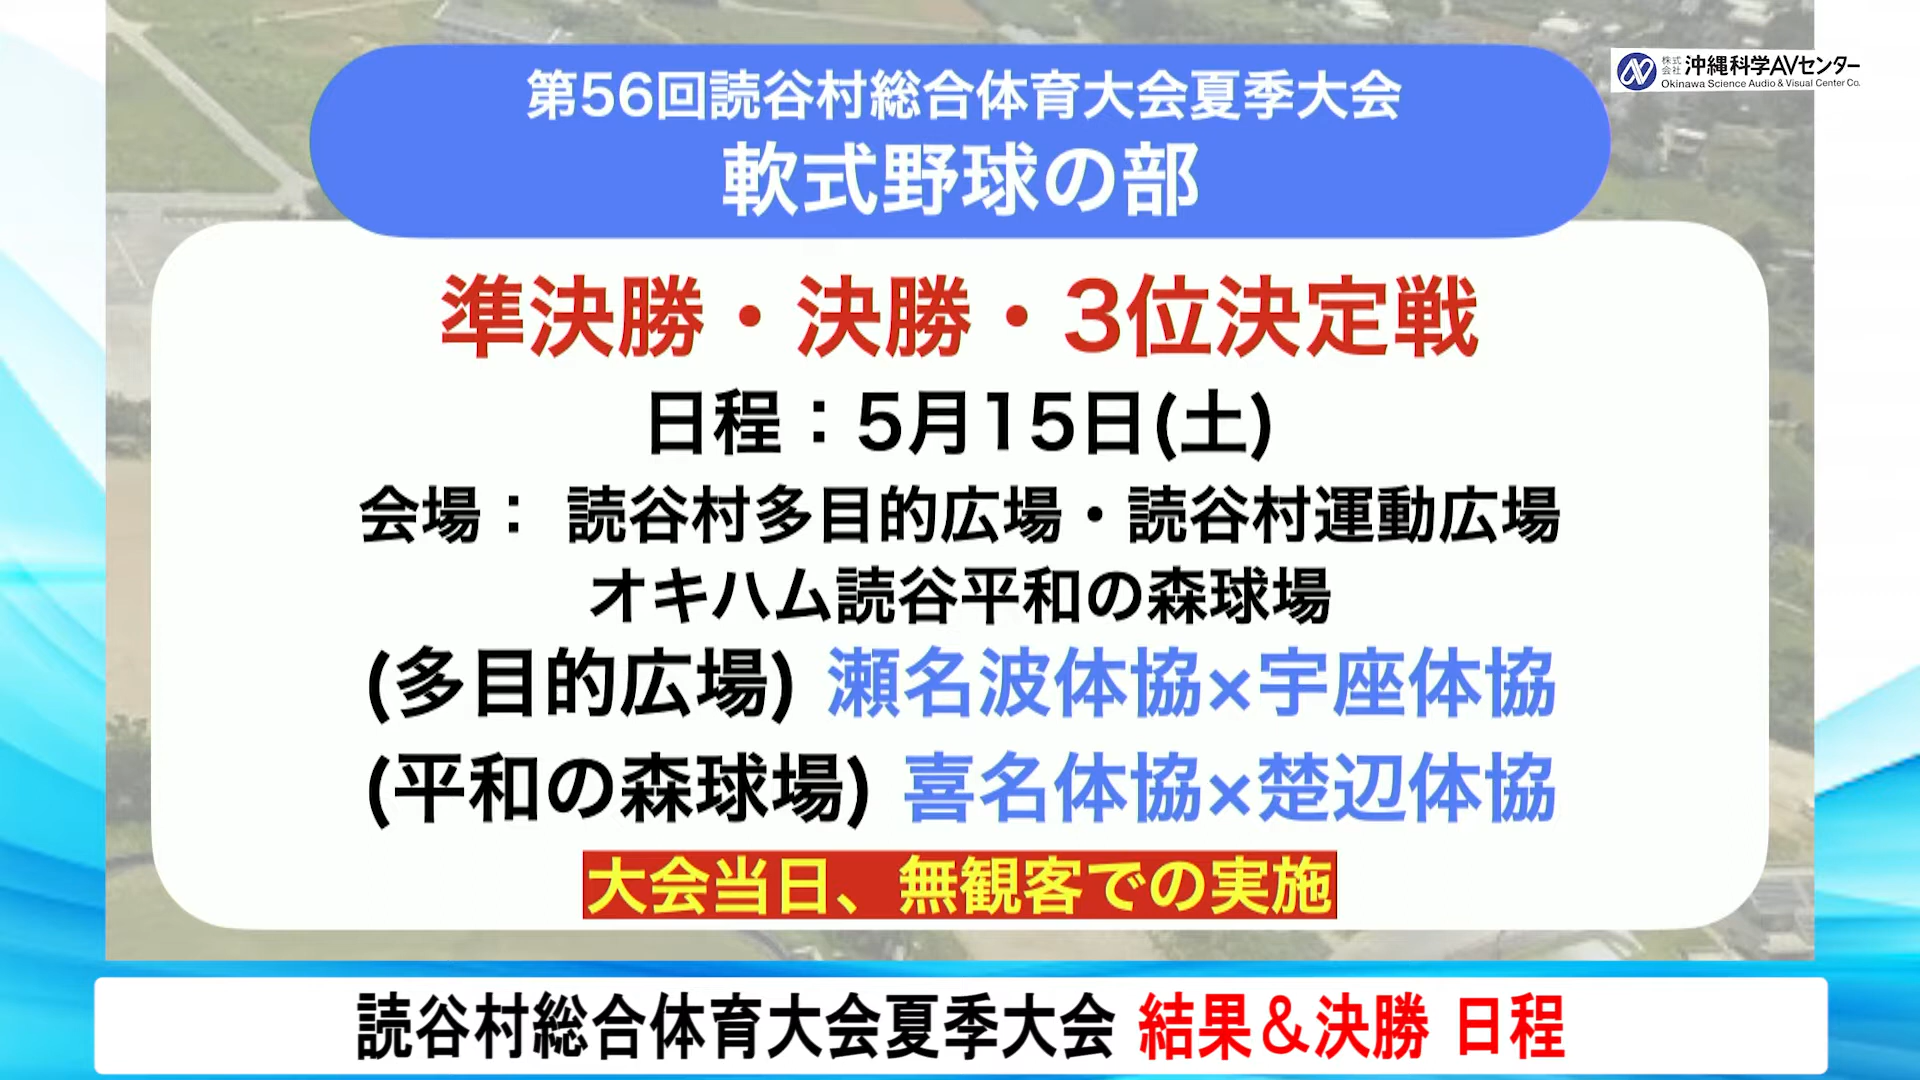 第56回読谷村総合体育大会夏季大会
軟式野球の部
株式会社 沖縄科学AVセンター
Okinawa Science Audio & Visual Center Co.
準決勝・決勝・3位決定戦
日程：5月15日(土)
会場： 読谷村多目的広場・読谷村運動広場
オキハム読谷平和の森球場
(多目的広場) 瀬名波体協×宇座体協
(平和の森球場) 喜名体協×楚辺体協
大会当日、無観客での実施
読谷村総合体育大会夏季大会 結果＆決勝 日程